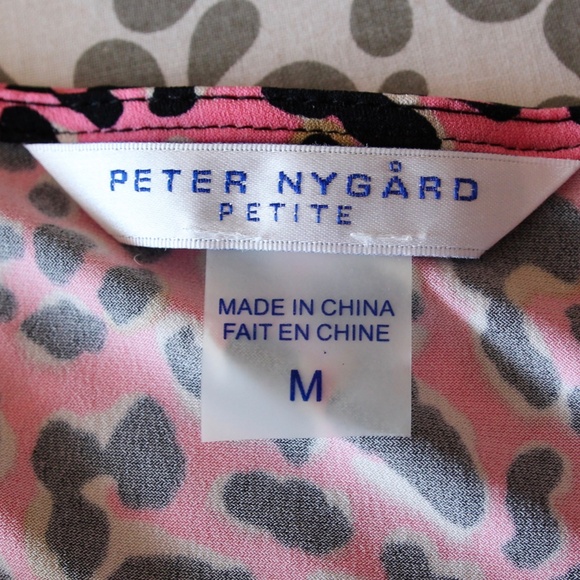 PETER NYGÅRD
PETITE
MADE IN CHINA
FAIT EN CHINE
M